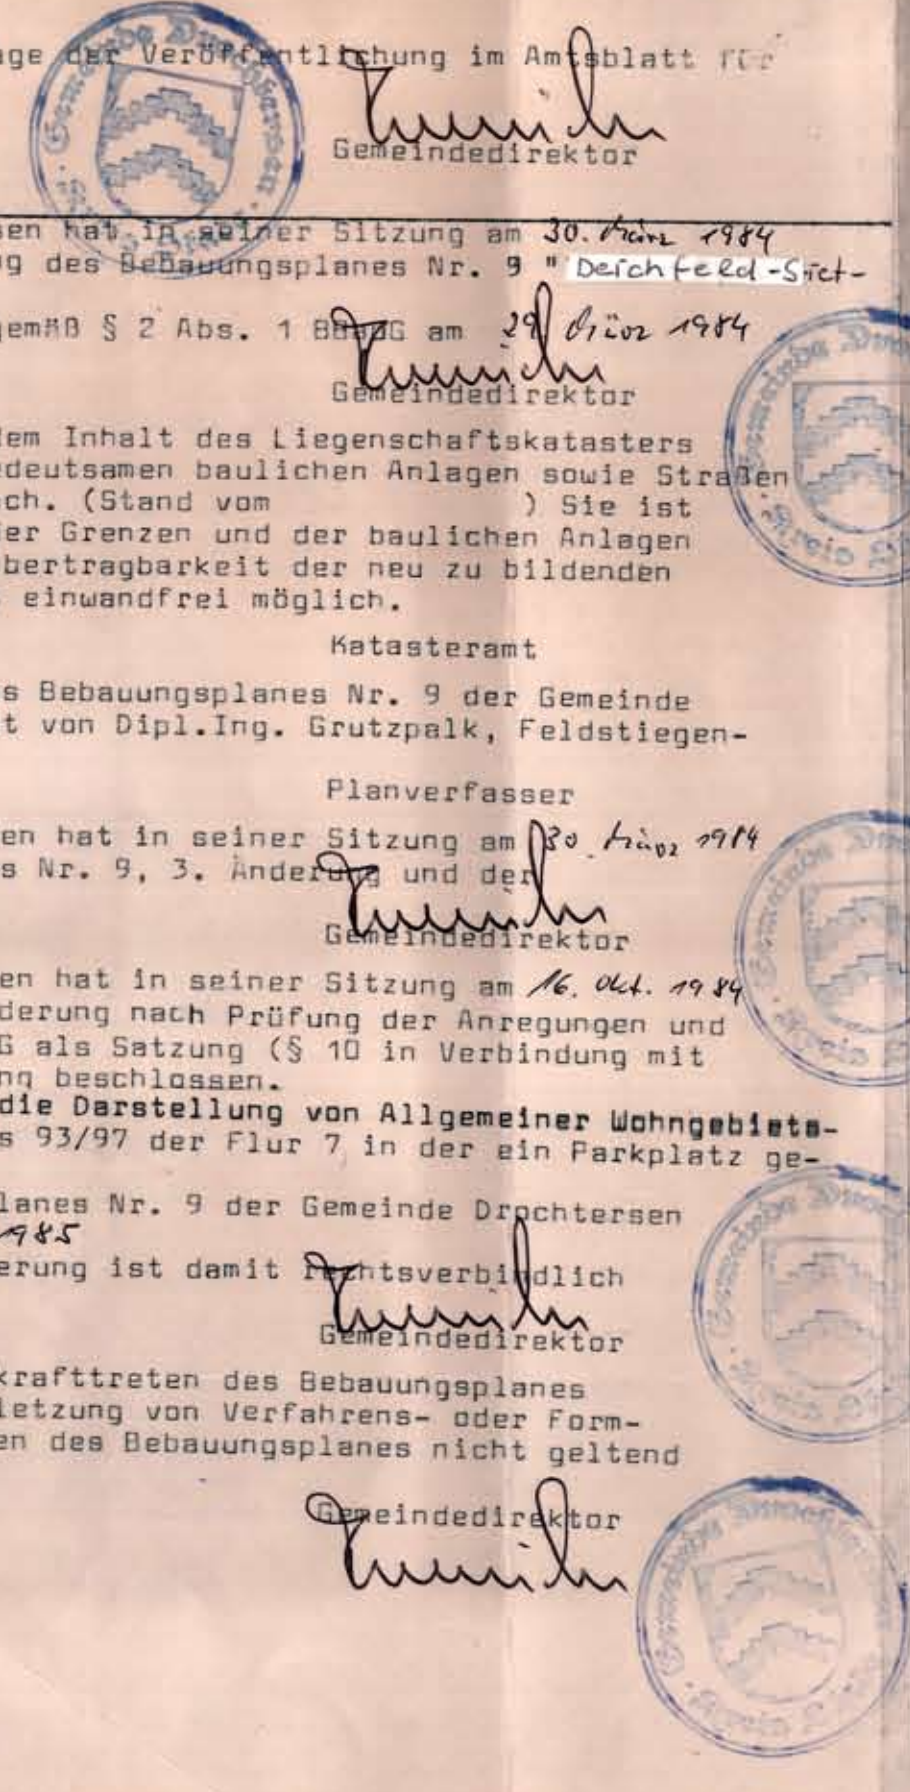 age der Veröffentlichung im Amtsblatt für
Gemeindedirektor
sen hat in seiner Sitzung am 30. März 1984
ng des Bebauungsplanes Nr. 9 " Deichfeld-Siet-
gemäß § 2 Abs. 1 BBauG am 29. März 1984
Gemeindedirektor
dem Inhalt des Liegenschaftskatasters
edeutsamen baulichen Anlagen sowie Straßen
ch. (Stand vom ) Sie ist
der Grenzen und der baulichen Anlagen
bertragbarkeit der neu zu bildenden
einwandfrei möglich.
Katasteramt
s Bebauungsplanes Nr. 9 der Gemeinde
t von Dipl.Ing. Grutzpalk, Feldstiegen-
Planverfasser
en hat in seiner Sitzung am 30. März 1984
s Nr. 9, 3. Änderung und der
Gemeindedirektor
en hat in seiner Sitzung am 16. Okt. 1984
derung nach Prüfung der Anregungen und
G als Satzung (§ 10 in Verbindung mit
ng beschlossen.
die Darstellung von Allgemeiner Wohngebiets-
s 93/97 der Flur 7 in der ein Parkplatz ge-
lanes Nr. 9 der Gemeinde Drochtersen
1985
erung ist damit rechtsverbindlich
Gemeindedirektor
krafttreten des Bebauungsplanes
letzung von Verfahrens- oder Form-
en des Bebauungsplanes nicht geltend
Gemeindedirektor
Gemeinde Drochtersen